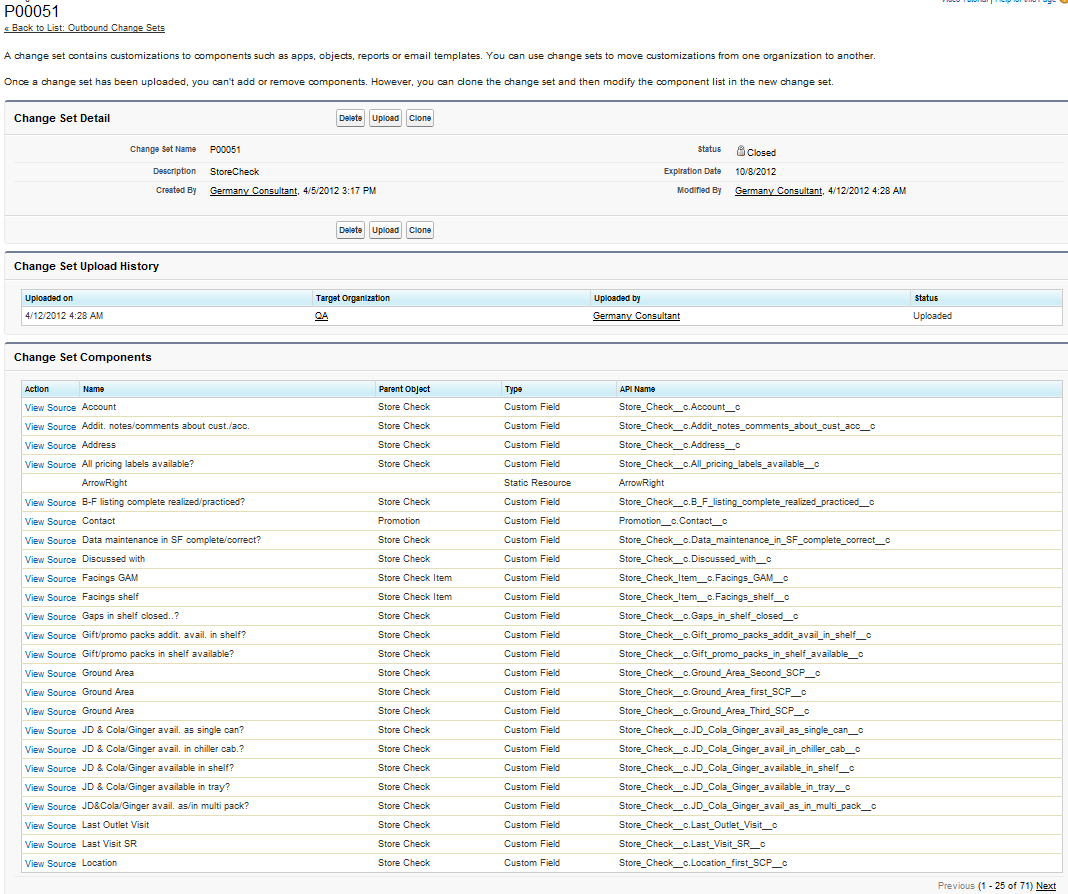 Video Tutorial | Help for this Page
P00051
« Back to List: Outbound Change Sets
A change set contains customizations to components such as apps, objects, reports or email templates. You can use change sets to move customizations from one organization to another.
Once a change set has been uploaded, you can't add or remove components. However, you can clone the change set and then modify the component list in the new change set.
Change Set Detail Delete Upload Clone
Change Set Name P00051 Status Closed
Description StoreCheck Expiration Date 10/8/2012
Created By Germany Consultant, 4/5/2012 3:17 PM Modified By Germany Consultant, 4/12/2012 4:28 AM
Delete Upload Clone
Change Set Upload History
Uploaded on Target Organization Uploaded by Status
4/12/2012 4:28 AM QA Germany Consultant Uploaded
Change Set Components
Action Name Parent Object Type API Name
View Source Account Store Check Custom Field Store_Check__c.Account__c
View Source Addit. notes/comments about cust./acc. Store Check Custom Field Store_Check__c.Addit_notes_comments_about_cust_acc__c
View Source Address Store Check Custom Field Store_Check__c.Address__c
View Source All pricing labels available? Store Check Custom Field Store_Check__c.All_pricing_labels_available__c
ArrowRight Static Resource ArrowRight
View Source B-F listing complete realized/practiced? Store Check Custom Field Store_Check__c.B_F_listing_complete_realized_practiced__c
View Source Contact Promotion Custom Field Promotion__c.Contact__c
View Source Data maintenance in SF complete/correct? Store Check Custom Field Store_Check__c.Data_maintenance_in_SF_complete_correct__c
View Source Discussed with Store Check Custom Field Store_Check__c.Discussed_with__c
View Source Facings GAM Store Check Item Custom Field Store_Check_Item__c.Facings_GAM__c
View Source Facings shelf Store Check Item Custom Field Store_Check_Item__c.Facings_shelf__c
View Source Gaps in shelf closed..? Store Check Custom Field Store_Check__c.Gaps_in_shelf_closed__c
View Source Gift/promo packs addit. avail. in shelf? Store Check Custom Field Store_Check__c.Gift_promo_packs_addit_avail_in_shelf__c
View Source Gift/promo packs in shelf available? Store Check Custom Field Store_Check__c.Gift_promo_packs_in_shelf_available__c
View Source Ground Area Store Check Custom Field Store_Check__c.Ground_Area_Second_SCP__c
View Source Ground Area Store Check Custom Field Store_Check__c.Ground_Area_first_SCP__c
View Source Ground Area Store Check Custom Field Store_Check__c.Ground_Area_Third_SCP__c
View Source JD & Cola/Ginger avail. as single can? Store Check Custom Field Store_Check__c.JD_Cola_Ginger_avail_as_single_can__c
View Source JD & Cola/Ginger avail. in chiller cab.? Store Check Custom Field Store_Check__c.JD_Cola_Ginger_avail_in_chiller_cab__c
View Source JD & Cola/Ginger available in shelf? Store Check Custom Field Store_Check__c.JD_Cola_Ginger_available_in_shelf__c
View Source JD & Cola/Ginger available in tray? Store Check Custom Field Store_Check__c.JD_Cola_Ginger_available_in_tray__c
View Source JD&Cola/Ginger avail. as/in multi pack? Store Check Custom Field Store_Check__c.JD_Cola_Ginger_avail_as_in_multi_pack__c
View Source Last Outlet Visit Store Check Custom Field Store_Check__c.Last_Outlet_Visit__c
View Source Last Visit SR Store Check Custom Field Store_Check__c.Last_Visit_SR__c
View Source Location Store Check Custom Field Store_Check__c.Location_first_SCP__c
Previous (1 - 25 of 71) Next